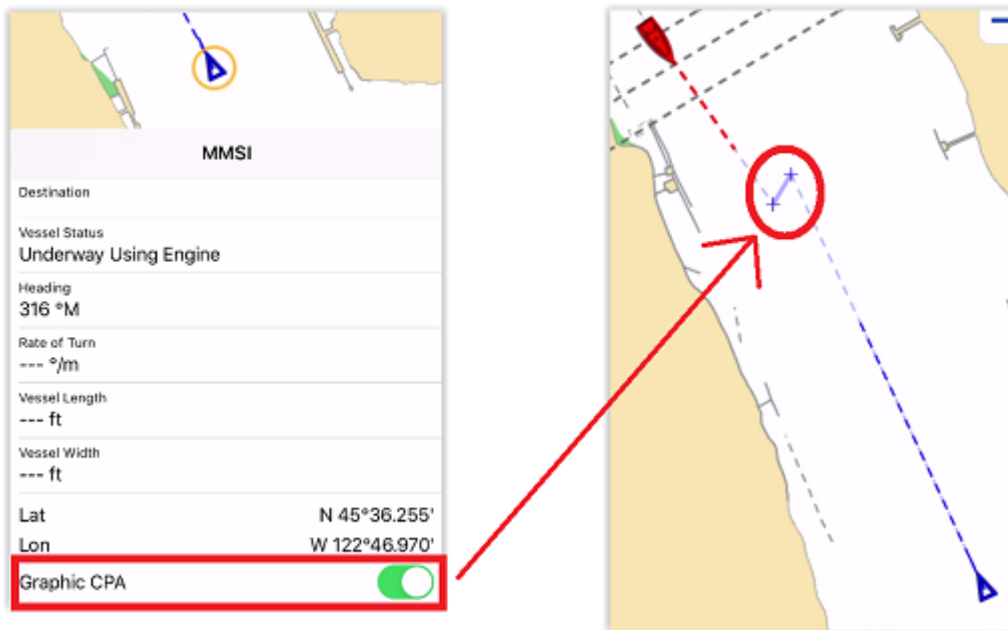 MMSI
Destination
Vessel Status
Underway Using Engine
Heading
316 °M
Rate of Turn
--- °/m
Vessel Length
--- ft
Vessel Width
--- ft
Lat N 45°36.255'
Lon W 122°46.970'
Graphic CPA